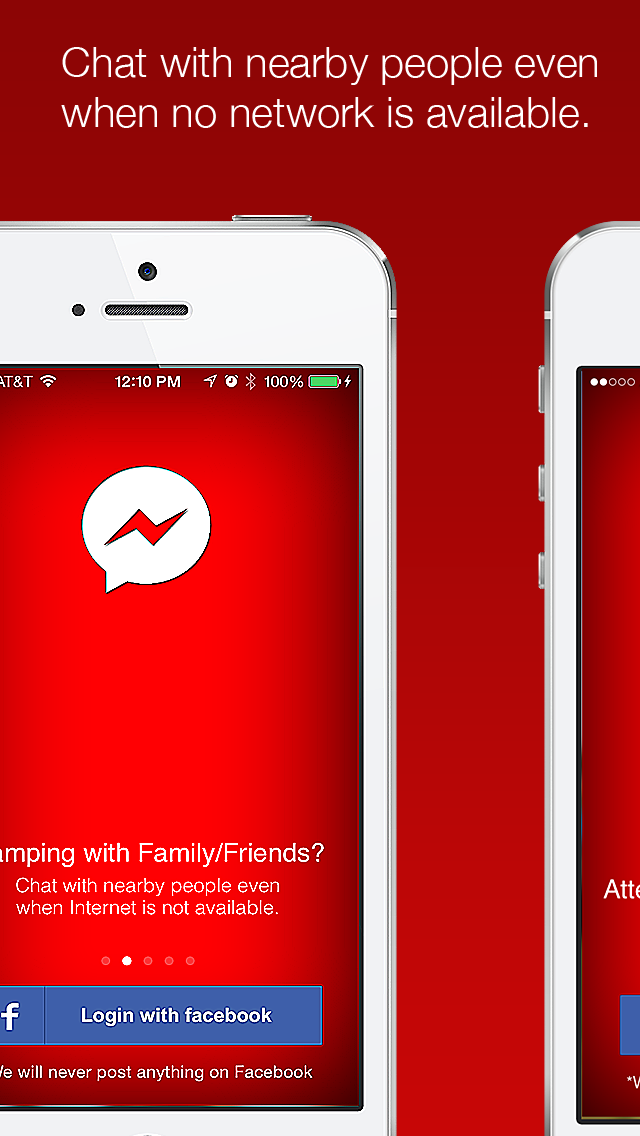 Chat with nearby people even
when no network is available.
AT&T 12:10 PM 100%
amping with Family/Friends?
Chat with nearby people even
when Internet is not available.
Atte
f Login with facebook
We will never post anything on Facebook
*W